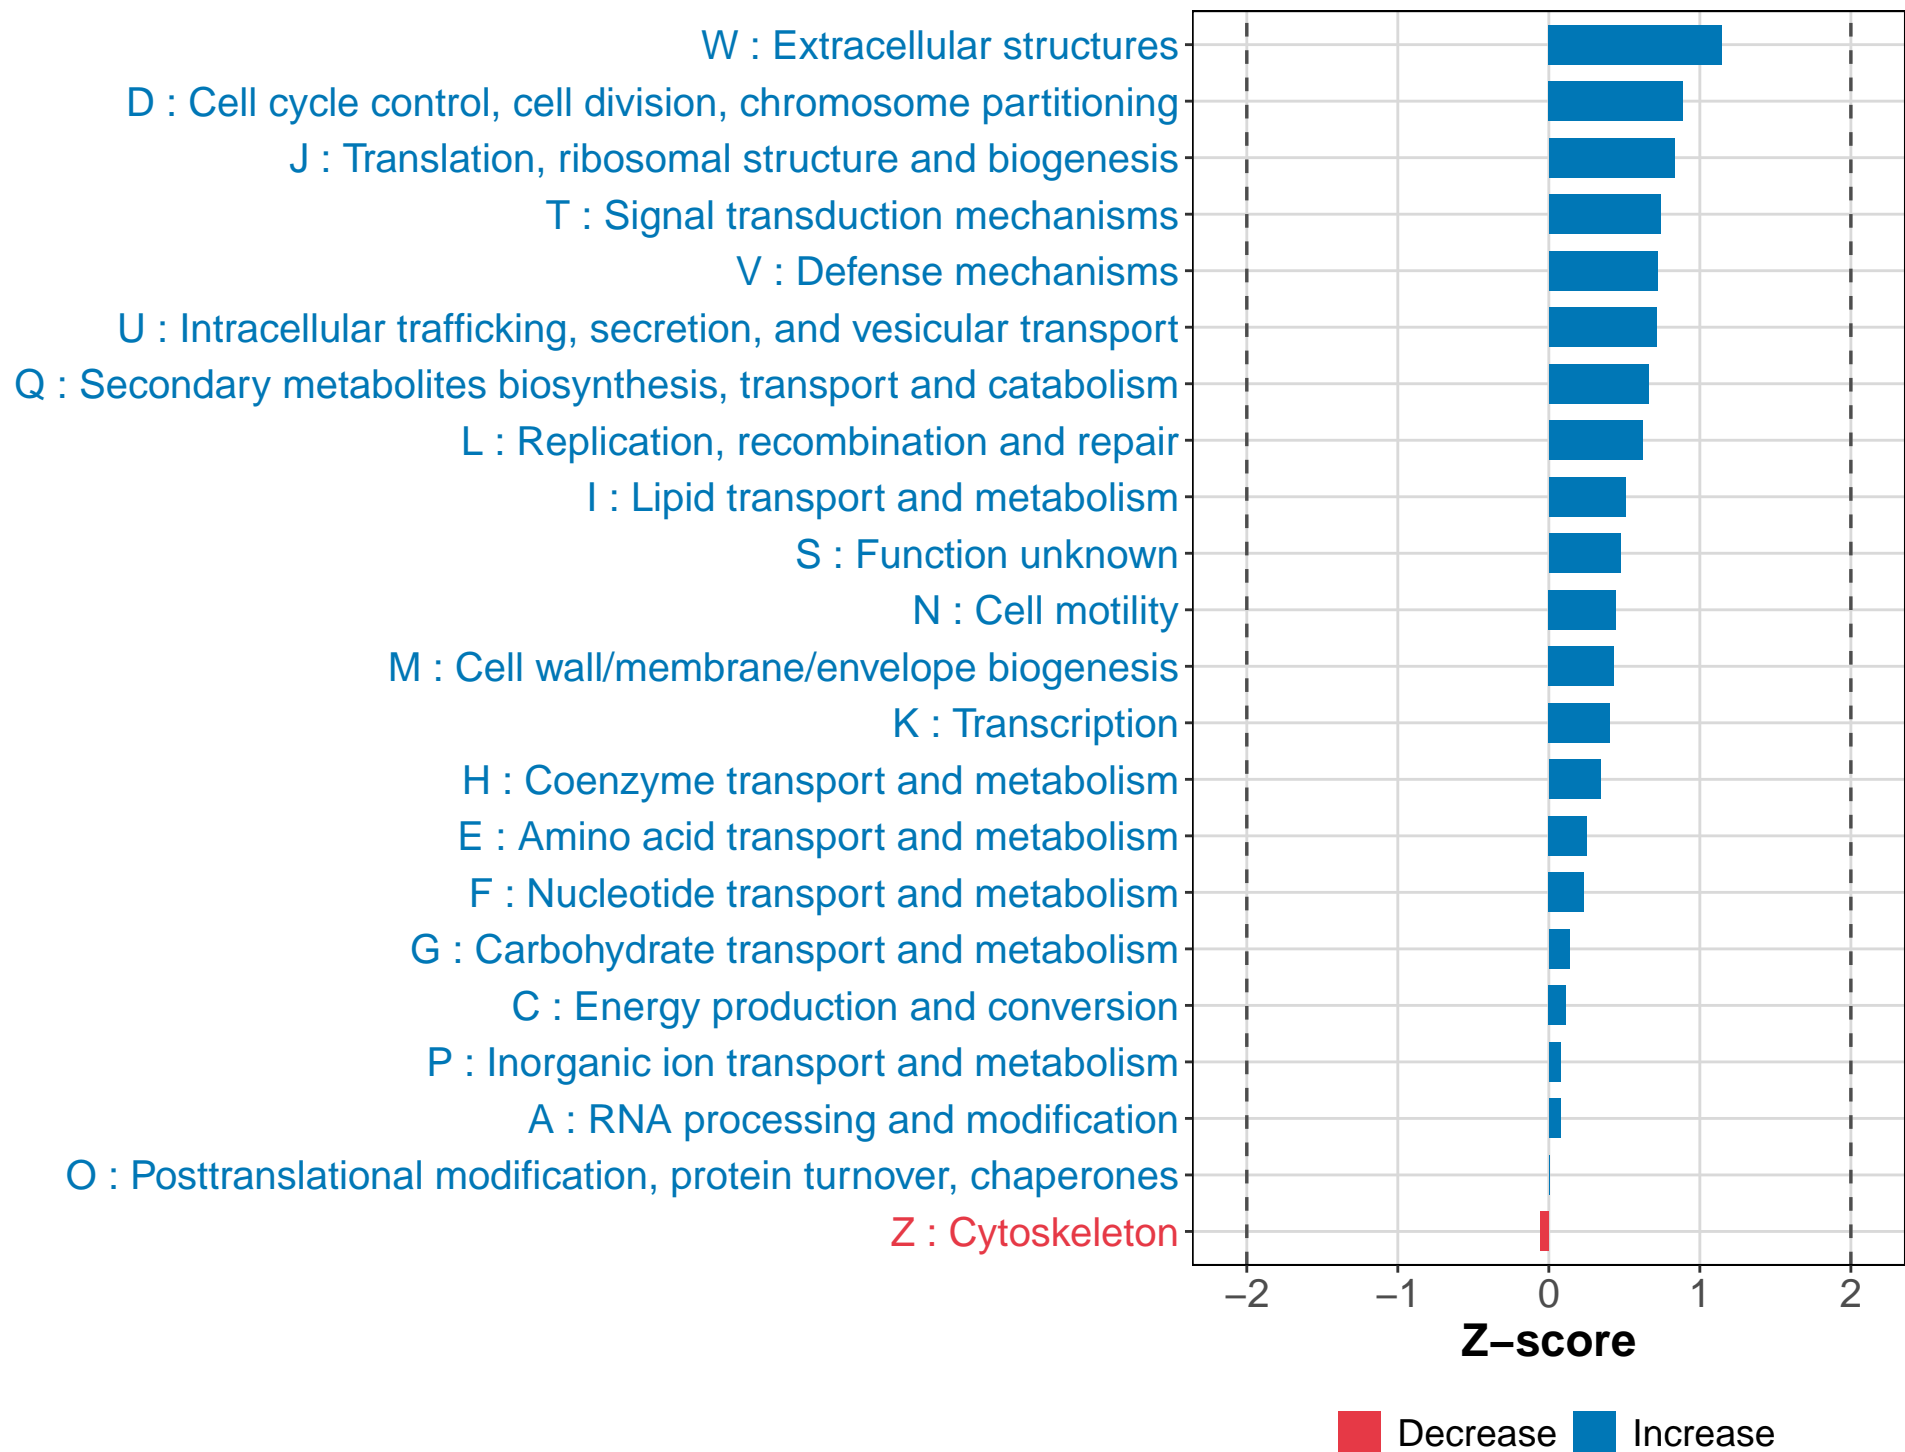 W : Extracellular structures
D : Cell cycle control, cell division, chromosome partitioning
J : Translation, ribosomal structure and biogenesis
T : Signal transduction mechanisms
V : Defense mechanisms
U : Intracellular trafficking, secretion, and vesicular transport
Q : Secondary metabolites biosynthesis, transport and catabolism
L : Replication, recombination and repair
I : Lipid transport and metabolism
S : Function unknown
N : Cell motility
M : Cell wall/membrane/envelope biogenesis
K : Transcription
H : Coenzyme transport and metabolism
E : Amino acid transport and metabolism
F : Nucleotide transport and metabolism
G : Carbohydrate transport and metabolism
C : Energy production and conversion
P : Inorganic ion transport and metabolism
A : RNA processing and modification
O : Posttranslational modification, protein turnover, chaperones
Z : Cytoskeleton
−2 −1 0 1 2
Z−score
Decrease Increase